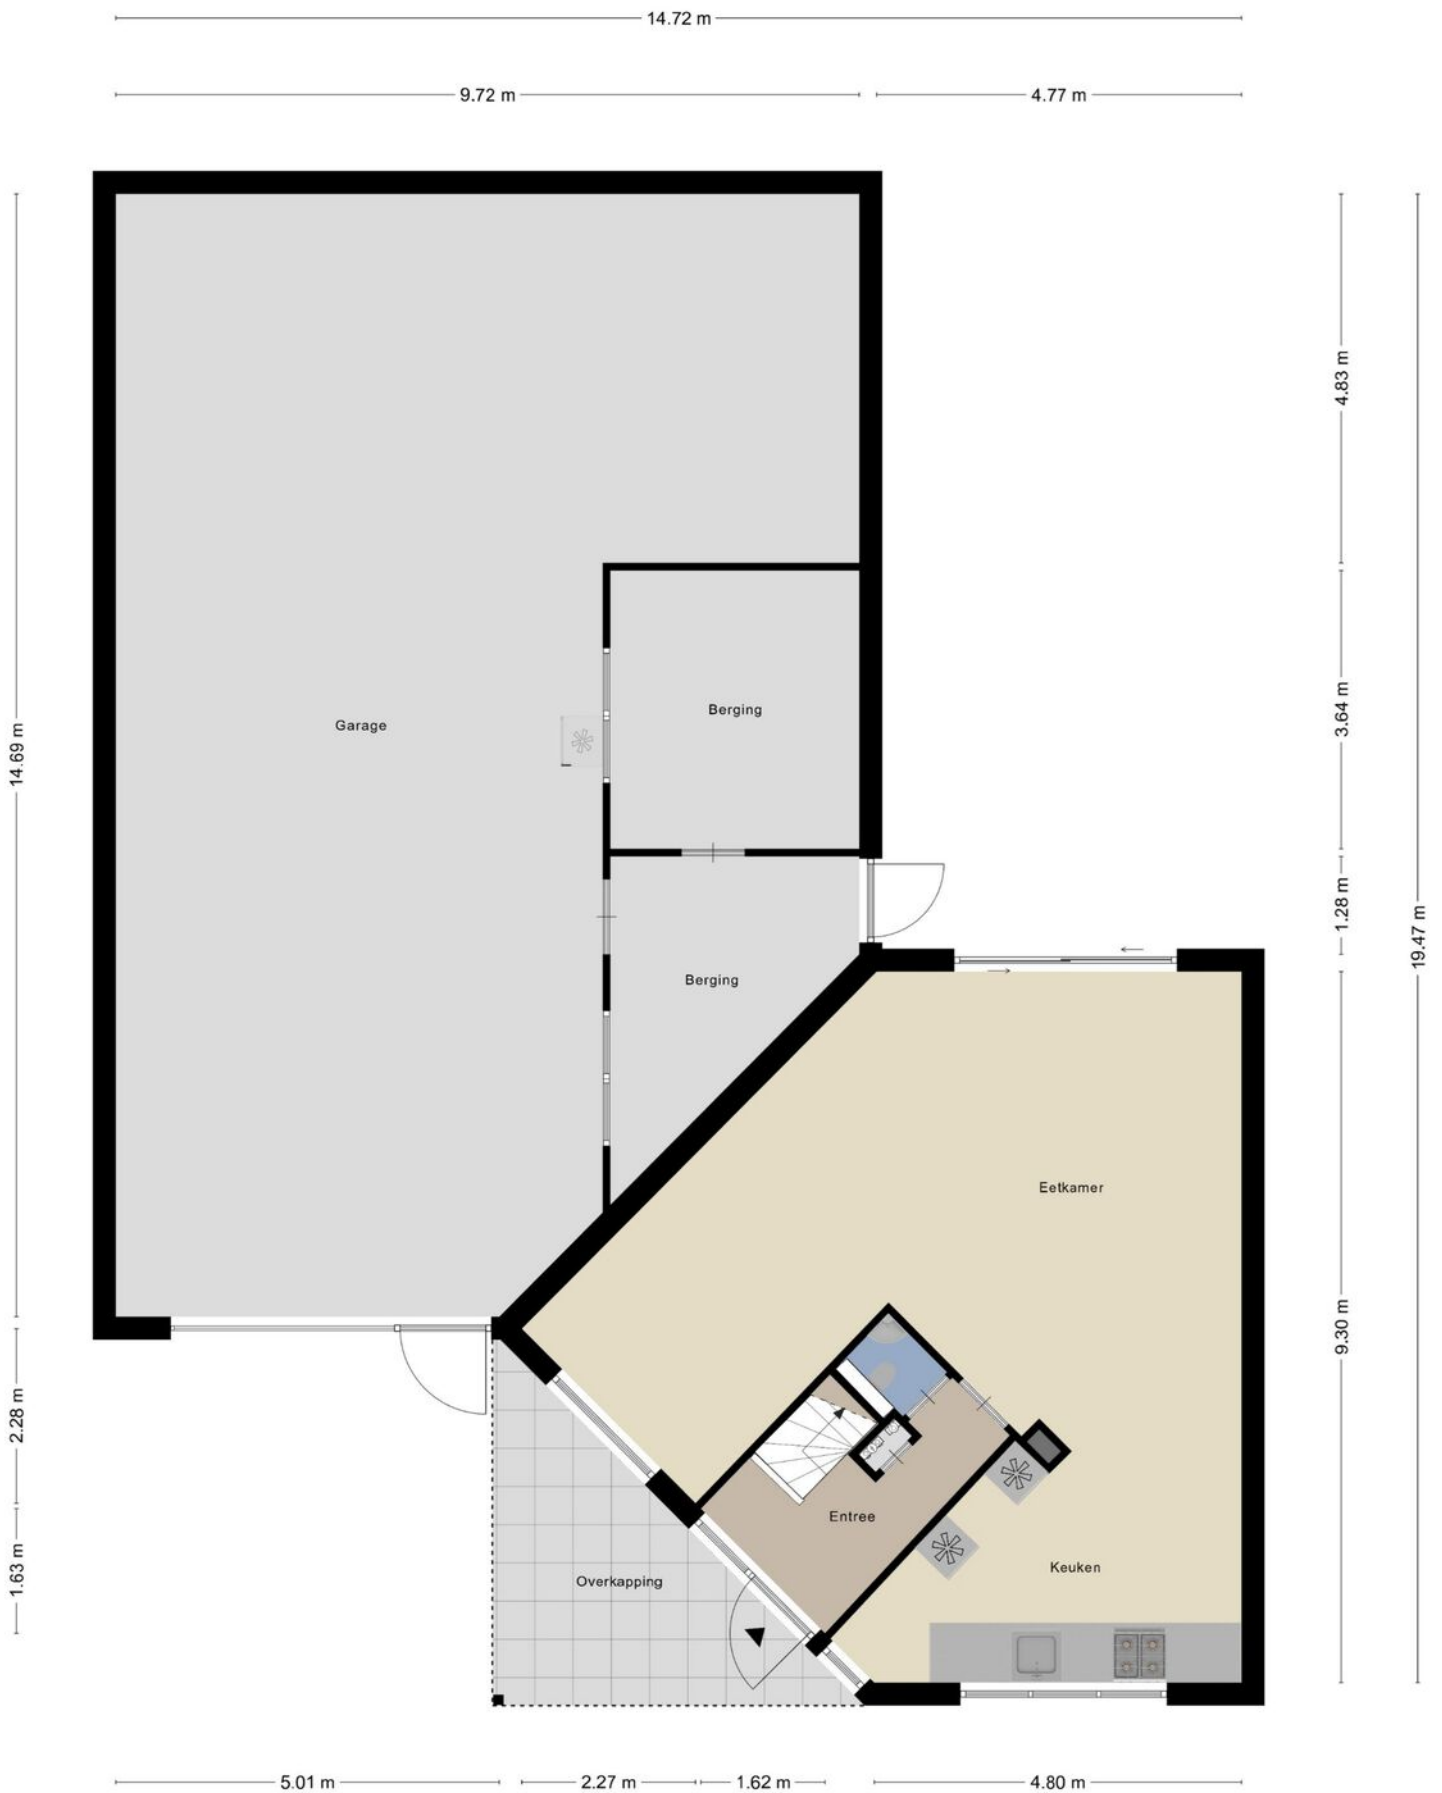 14.72 m
9.72 m
4.77 m
4.83 m
Berging
3.64 m
Garage
14.69 m
1.28 m
19.47 m
Berging
Eetkamer
9.30 m
2.28 m
Entree
1.63 m
Overkapping
Keuken
5.01 m
2.27 m
1.62 m
4.80 m